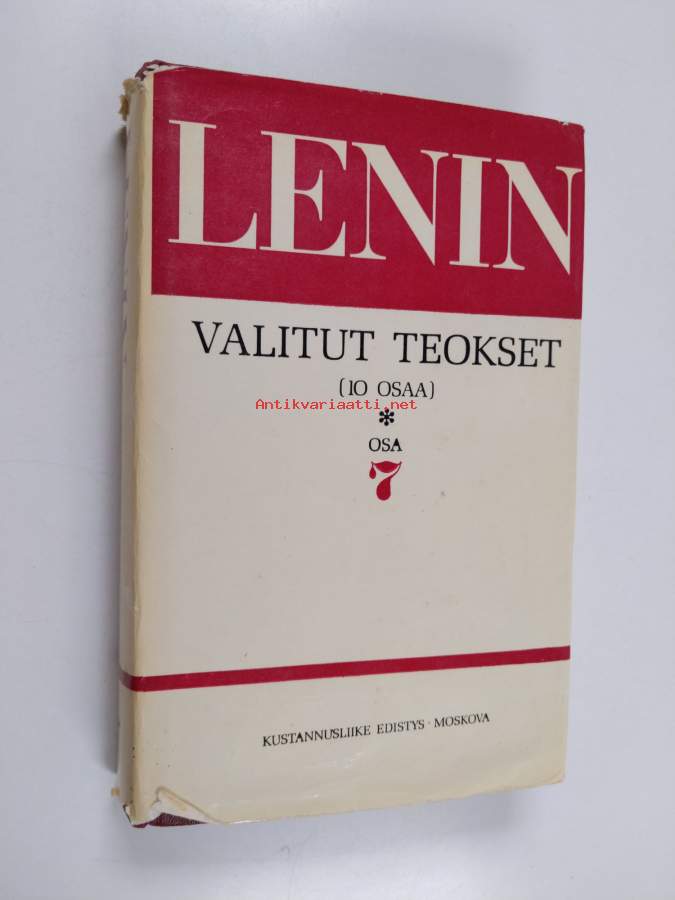 LENIN
VALITUT TEOKSET
(10 OSAA)
Antikvariaatti.net
*
OSA
7
KUSTANNUSLIIKE EDISTYS · MOSKOVA